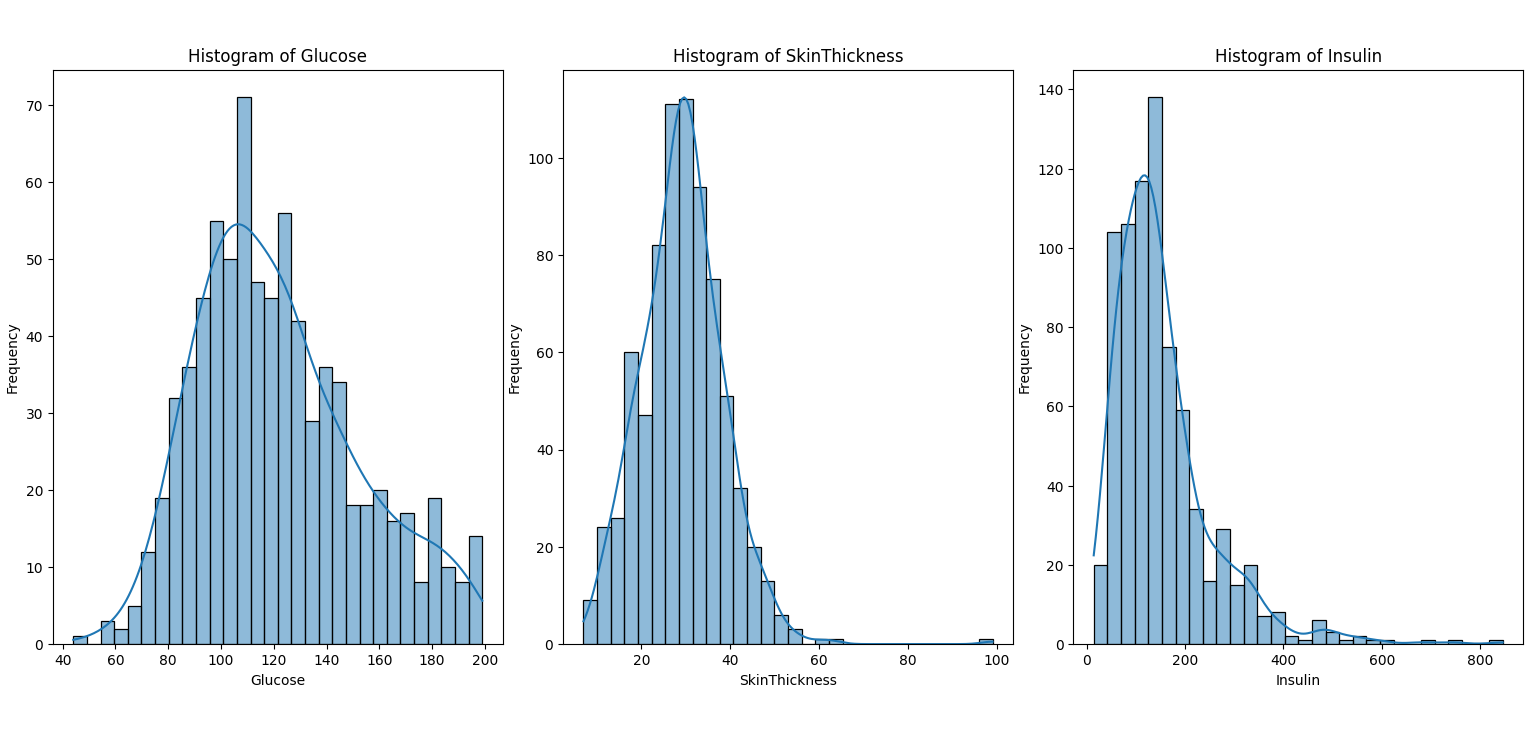 Histogram of Glucose
Frequency
70
60
50
40
30
20
10
0
40 60 80 100 120 140 160 180 200
Glucose
Histogram of SkinThickness
Frequency
100
80
60
40
20
0
20 40 60 80 100
SkinThickness
Histogram of Insulin
Frequency
140
120
100
80
60
40
20
0
0 200 400 600 800
Insulin